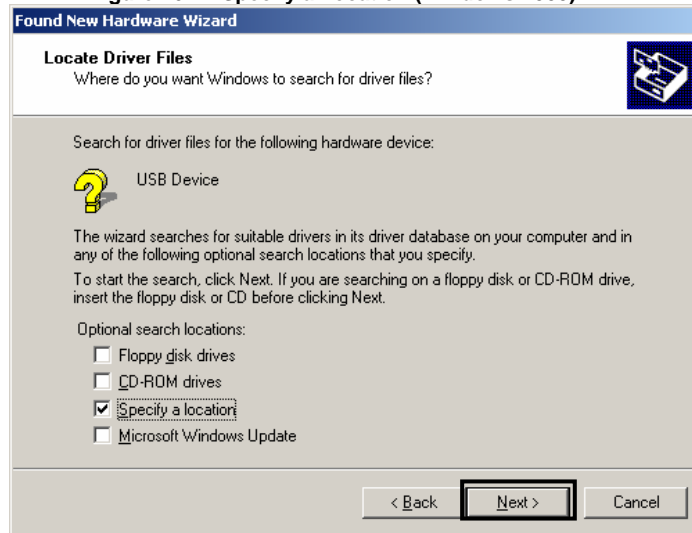 Found New Hardware Wizard
Locate Driver Files
Where do you want Windows to search for driver files?
Search for driver files for the following hardware device:
USB Device
The wizard searches for suitable drivers in its driver database on your computer and in
any of the following optional search locations that you specify.
To start the search, click Next. If you are searching on a floppy disk or CD-ROM drive,
insert the floppy disk or CD before clicking Next.
Optional search locations:
Floppy disk drives
CD-ROM drives
Specify a location
Microsoft Windows Update
< Back Next > Cancel